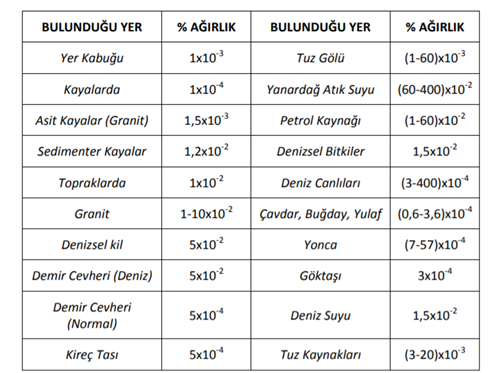 BULUNDUĞU YER % AĞIRLIK BULUNDUĞU YER % AĞIRLIK
Yer Kabuğu 1x10⁻³ Tuz Gölü (1-60)x10⁻³
Kayalarda 1x10⁻⁴ Yanardağ Atık Suyu (60-400)x10⁻²
Asit Kayalar (Granit) 1,5x10⁻³ Petrol Kaynağı (1-60)x10⁻²
Sedimenter Kayalar 1,2x10⁻² Denizsel Bitkiler 1,5x10⁻²
Topraklarda 1x10⁻² Deniz Canlıları (3-400)x10⁻⁴
Granit 1-10x10⁻² Çavdar, Buğday, Yulaf (0,6-3,6)x10⁻⁴
Denizsel kil 5x10⁻² Yonca (7-57)x10⁻⁴
Demir Cevheri (Deniz) 5x10⁻² Göktaşı 3x10⁻⁴
Demir Cevheri
(Normal) 5x10⁻⁴ Deniz Suyu 1,5x10⁻²
Kireç Tası 5x10⁻⁴ Tuz Kaynakları (3-20)x10⁻³